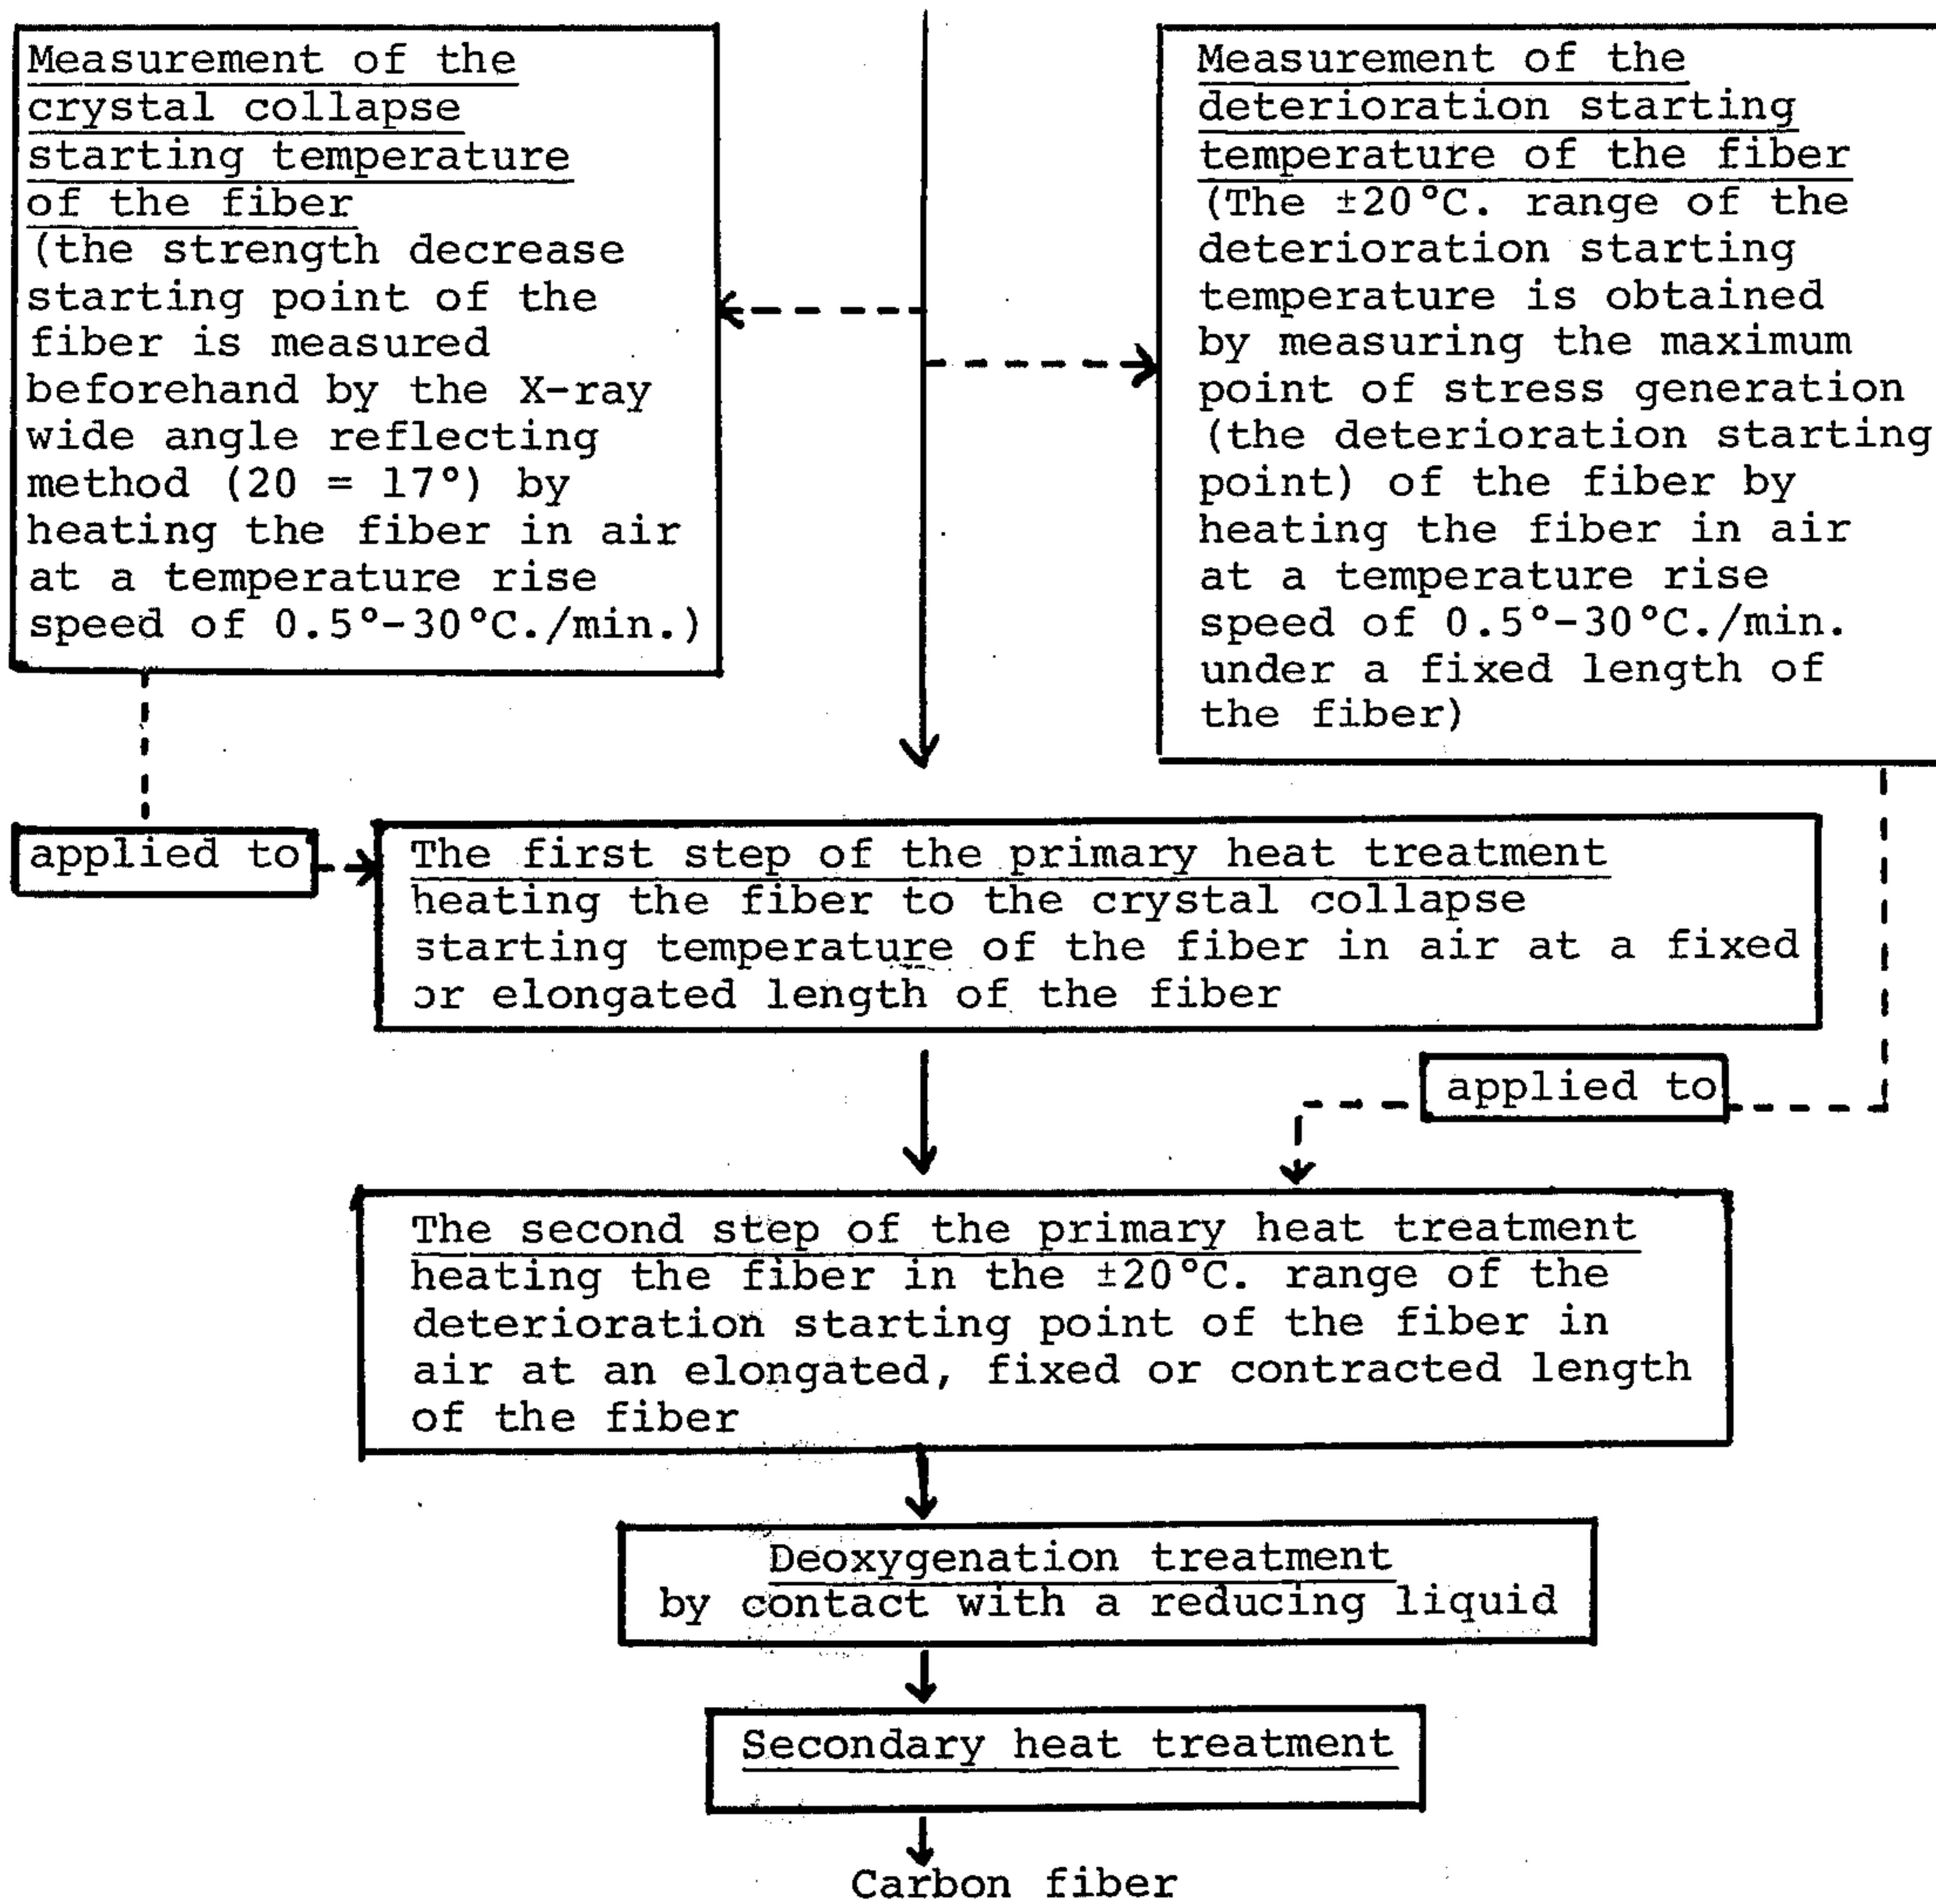 Measurement of the
crystal collapse
starting temperature
of the fiber
(the strength decrease
starting point of the
fiber is measured
beforehand by the X-ray
wide angle reflecting
method (20 = 17°) by
heating the fiber in air
at a temperature rise
speed of 0.5°-30°C./min.)
Measurement of the
deterioration starting
temperature of the fiber
(The ±20°C. range of the
deterioration starting
temperature is obtained
by measuring the maximum
point of stress generation
(the deterioration starting
point) of the fiber by
heating the fiber in air
at a temperature rise
speed of 0.5°-30°C./min.
under a fixed length of
the fiber)
applied to
The first step of the primary heat treatment
heating the fiber to the crystal collapse
starting temperature of the fiber in air at a fixed
or elongated length of the fiber
applied to
The second step of the primary heat treatment
heating the fiber in the ±20°C. range of the
deterioration starting point of the fiber in
air at an elongated, fixed or contracted length
of the fiber
Deoxygenation treatment
by contact with a reducing liquid
Secondary heat treatment
Carbon fiber